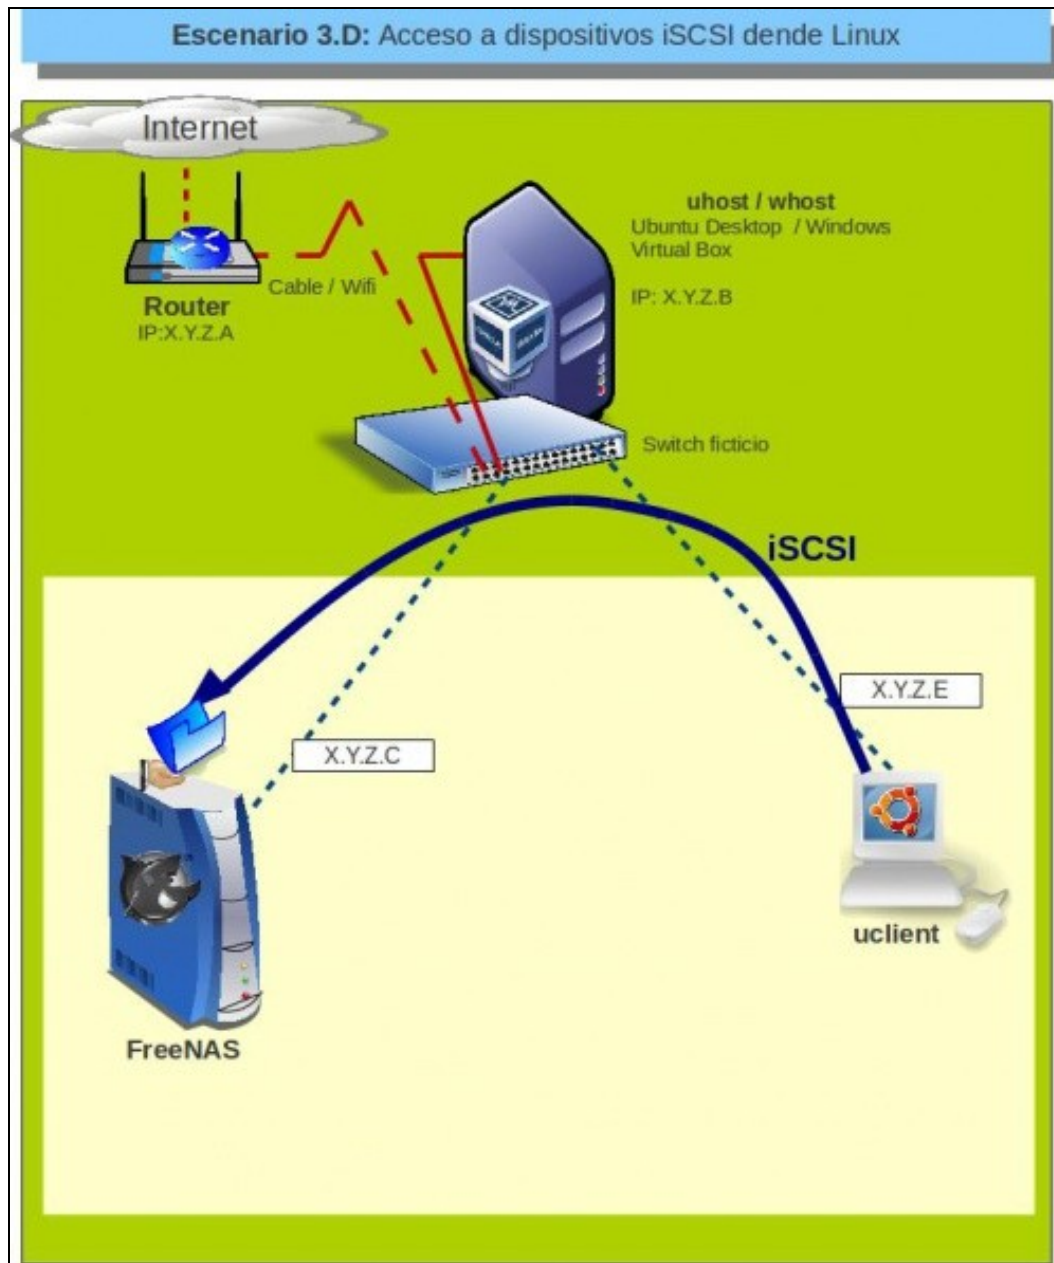 Escenario 3.D: Acceso a dispositivos iSCSI dende Linux
Internet
uhost / whost
Ubuntu Desktop / Windows
Virtual Box
IP: X.Y.Z.B
Cable / Wifi
Router
IP:X.Y.Z.A
Switch ficticio
iSCSI
X.Y.Z.E
X.Y.Z.C
uclient
FreeNAS